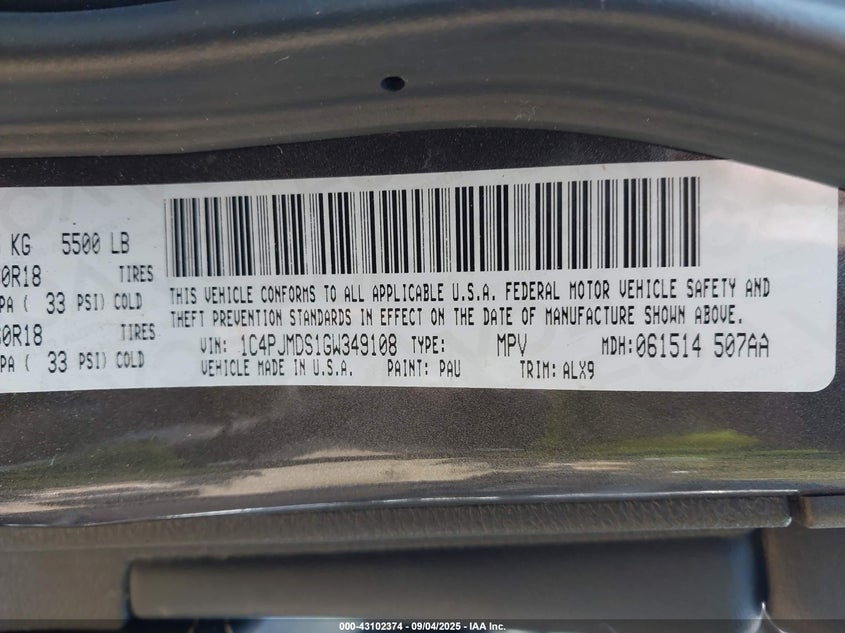 KG 5500 LB
0R18 TIRES
PA ( 33 PSI) COLD
0R18 TIRES
PA ( 33 PSI) COLD
THIS VEHICLE CONFORMS TO ALL APPLICABLE U.S.A. FEDERAL MOTOR VEHICLE SAFETY AND
THEFT PREVENTION STANDARDS IN EFFECT ON THE DATE OF MANUFACTURE SHOWN ABOVE.
VIN: 1C4PJMDS1GW349108 TYPE: MPV MDH:061514 507AA
VEHICLE MADE IN U.S.A. PAINT: PAU TRIM: ALX9
000-43102374 | 09/04/2025 - IAA Inc.